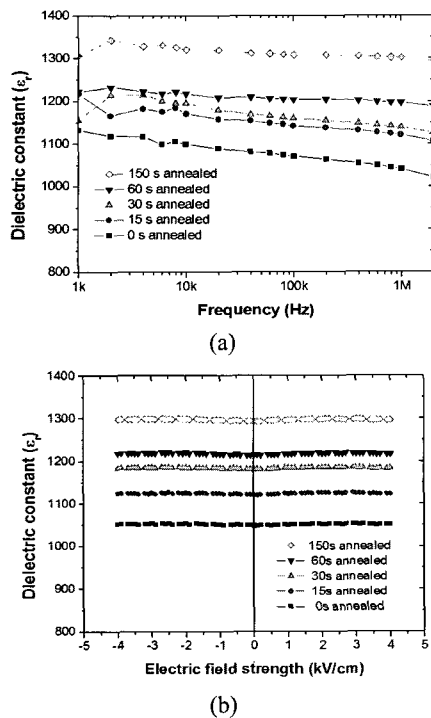 1400
1300
1200
1100
1000
900
800
Dielectric constant (εr)
150 s annealed
60 s annealed
30 s annealed
15 s annealed
0 s annealed
1k 10k 100k 1M
Frequency (Hz)
(a)
1400
1300
1200
1100
1000
900
800
Dielectric constant (εr)
150s annealed
60s annealed
30s annealed
15s annealed
0s annealed
-5 -4 -3 -2 -1 0 1 2 3 4 5
Electric field strength (kV/cm)
(b)